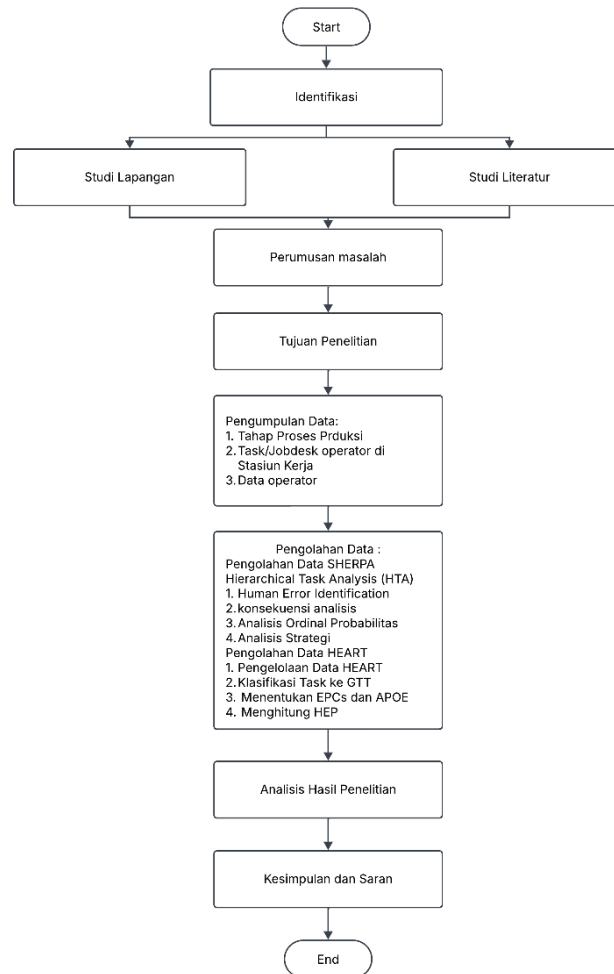 Start
Identifikasi
Studi Lapangan
Studi Literatur
Perumusan masalah
Tujuan Penelitian
Pengumpulan Data:
1. Tahap Proses Prduksi
2. Task/Jobdesk operator di
Stasiun Kerja
3. Data operator
Pengolahan Data :
Pengolahan Data SHERPA
Hierarchical Task Analysis (HTA)
1. Human Error Identification
2. konsekuensi analisis
3. Analisis Ordinal Probabilitas
4. Analisis Strategi
Pengolahan Data HEART
1. Pengelolaan Data HEART
2. Klasifikasi Task ke GTT
3. Menentukan EPCs dan APOE
4. Menghitung HEP
Analisis Hasil Penelitian
Kesimpulan dan Saran
End